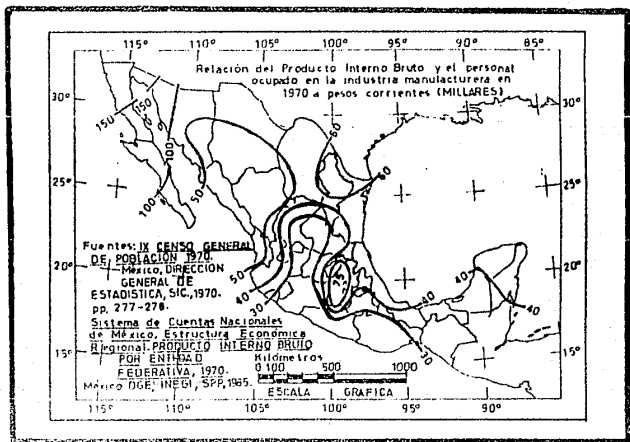 115° 110° 105° 100° 95° 90° 85°
Relación del Producto Interno Bruto y el personal
ocupado en la industria manufacturera en
1970 a pesos corrientes (MILLARES)
30° 30°
150 150
100
60
25° 25°
100 50 60
Fuentes: IX CENSO GENERAL
DE POBLACIÓN 1970.
México, DIRECCION
GENERAL DE
ESTADISTICA, SIC., 1970.
pp. 277-278.
20° 20°
50
40
30
75
40
40
40
30
Sistema de Cuentas Nacionales
de México, Estructura Económica
Regional. PRODUCTO INTERNO BRUTO
POR ENTIDAD
FEDERATIVA, 1970.
México DGE, INEGI, SPP, 1985.
15° 15°
Kilómetros
0 100 500 1000
ESCALA GRAFICA
115° 110° 105° 100° 95° 90°